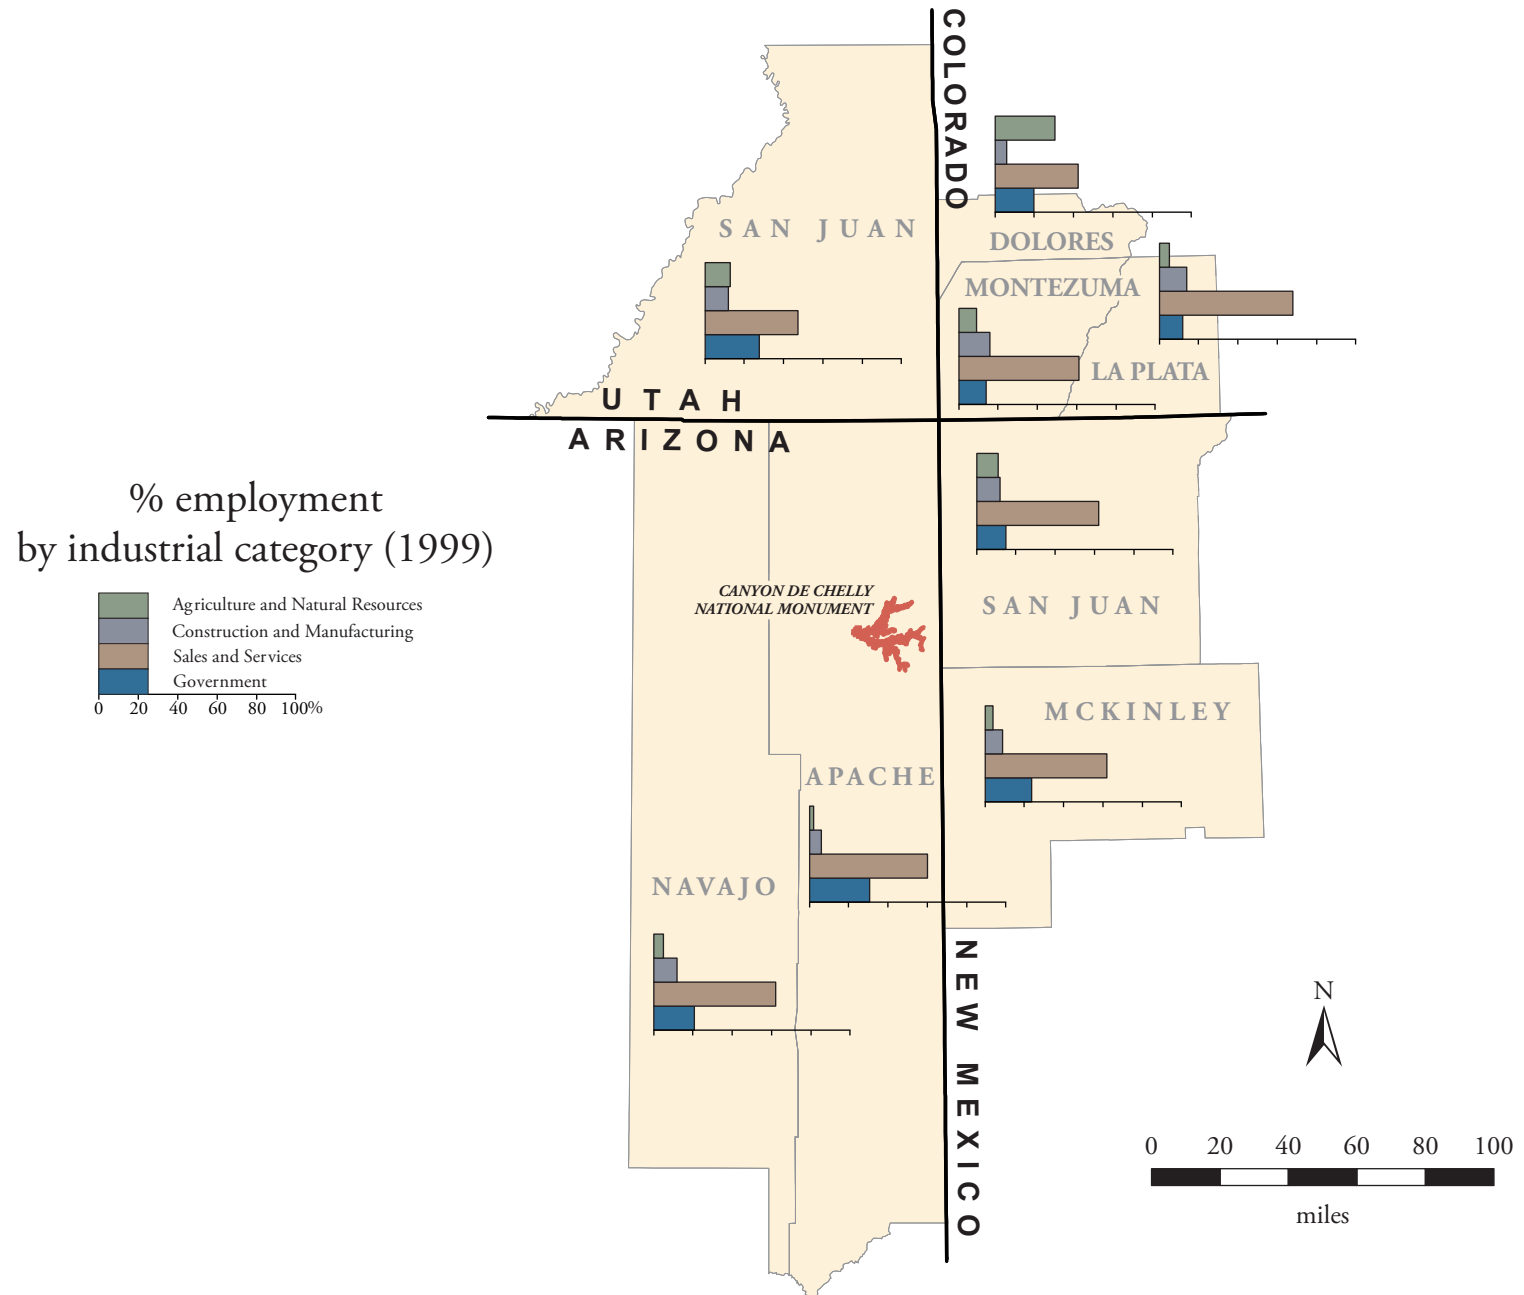 COLORADO
SAN JUAN
DOLORES
MONTEZUMA
LA PLATA
UTAH
ARIZONA
% employment
by industrial category (1999)
Agriculture and Natural Resources
Construction and Manufacturing
Sales and Services
Government
0 20 40 60 80 100%
CANYON DE CHELLY
NATIONAL MONUMENT
SAN JUAN
MCKINLEY
APACHE
NAVAJO
NEW MEXICO
N
0 20 40 60 80 100
miles